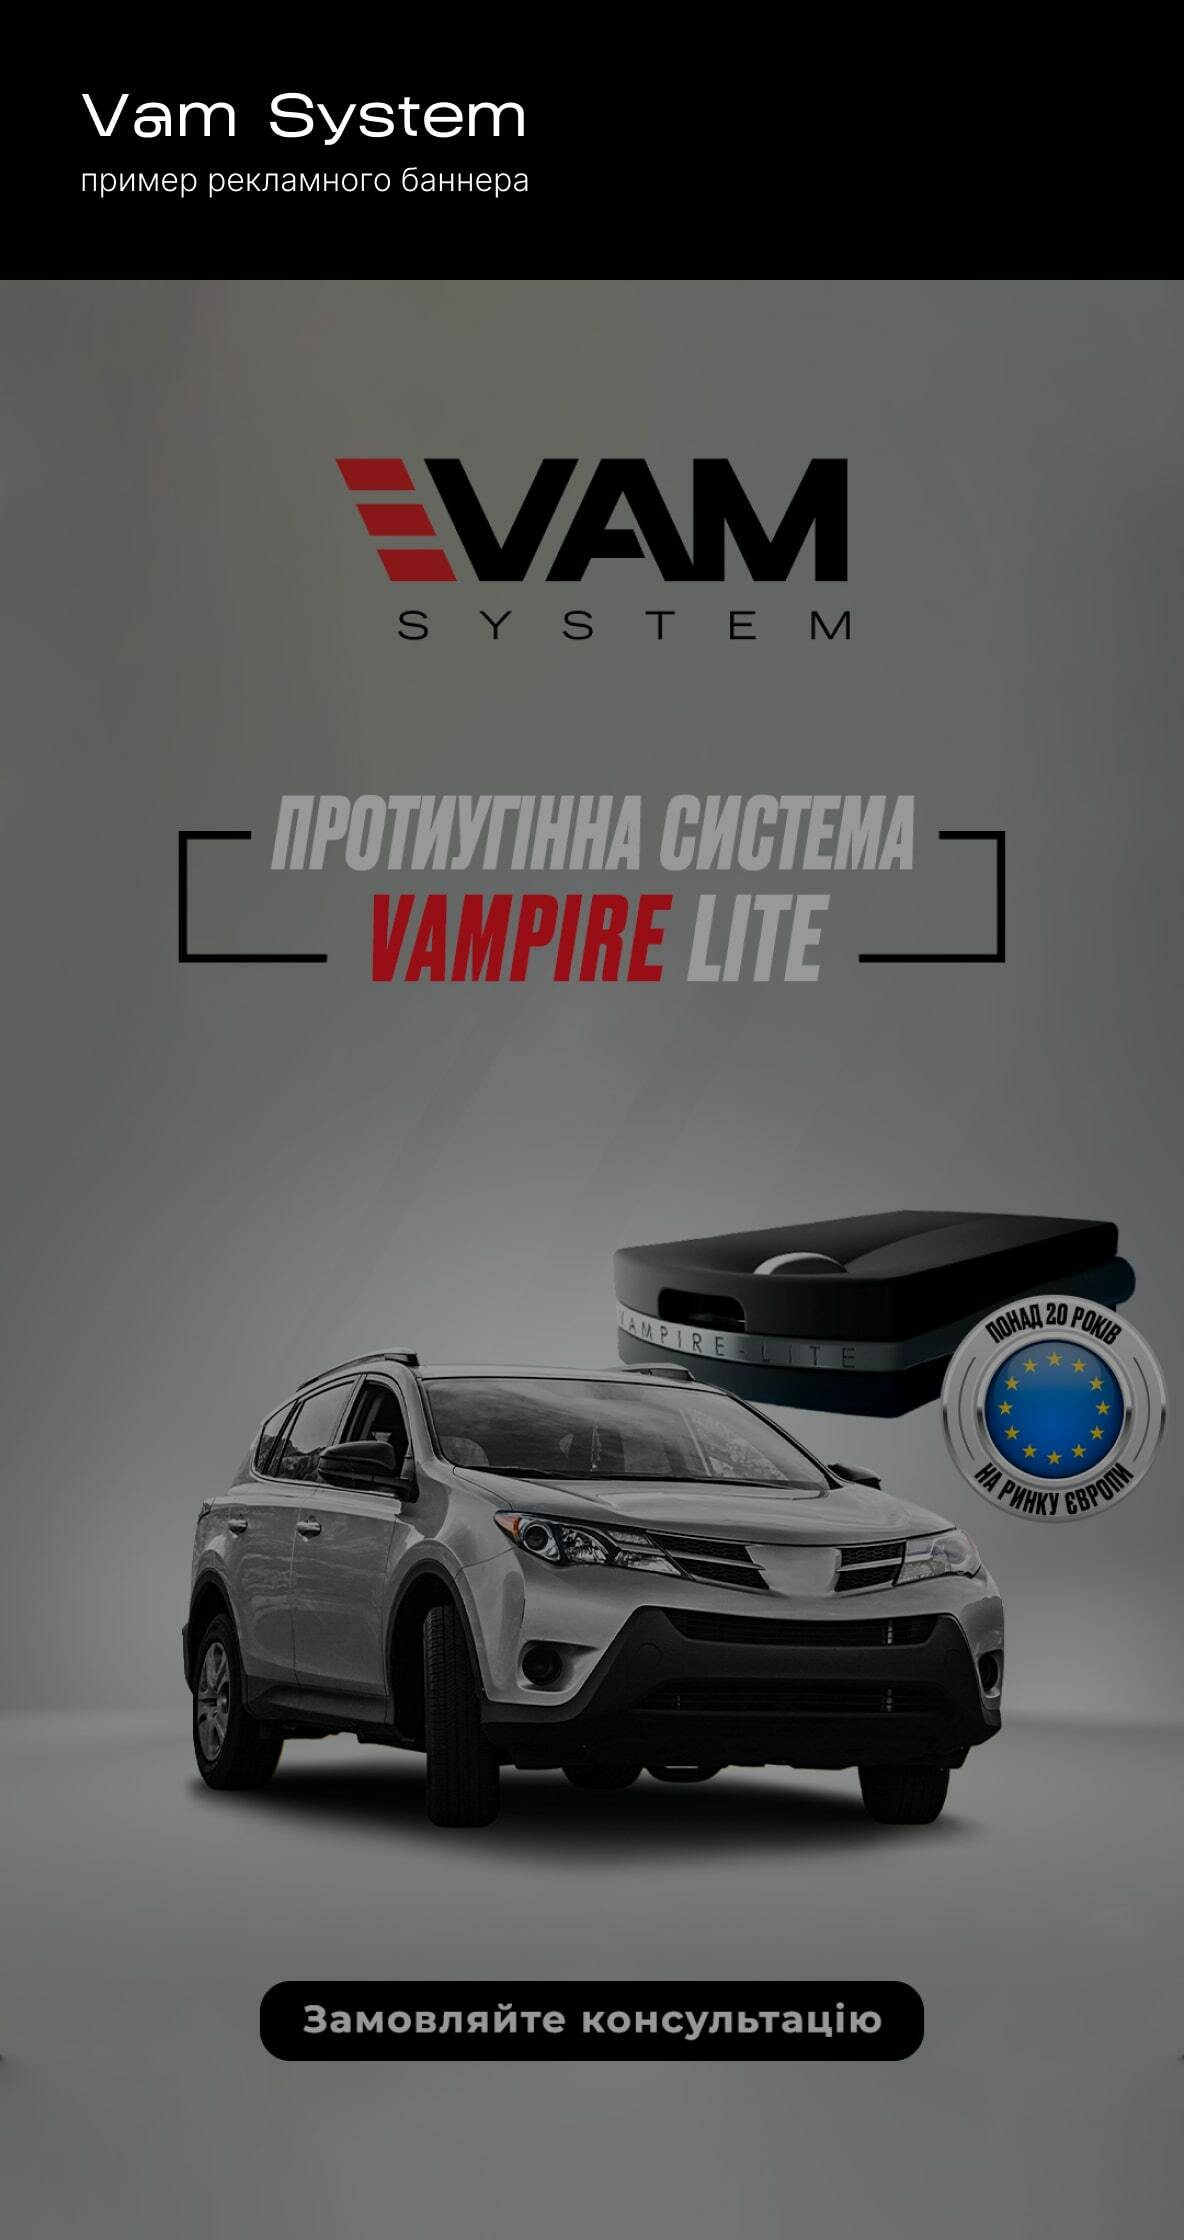 Vam System
пример рекламного баннера
VAM
SYSTEM
ПРОТИУГІННА СИСТЕМА
VAMPIRE LITE
VAMPIRE-LITE
ПОНАД 20 РОКІВ
НА РИНКУ ЄВРОПИ
Замовляйте консультацію